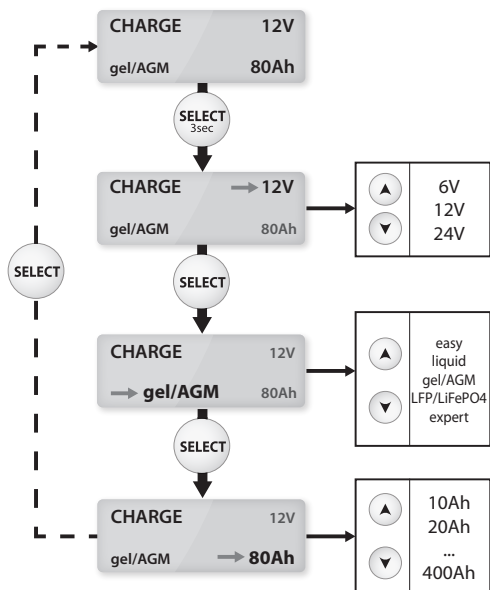 CHARGE 12V
gel/AGM 80Ah
SELECT
3sec
CHARGE 12V
gel/AGM 80Ah
6V
12V
24V
SELECT
SELECT
CHARGE 12V
gel/AGM 80Ah
easy
liquid
gel/AGM
LFP/LiFePO4
expert
SELECT
CHARGE 12V
gel/AGM 80Ah
10Ah
20Ah
...
400Ah